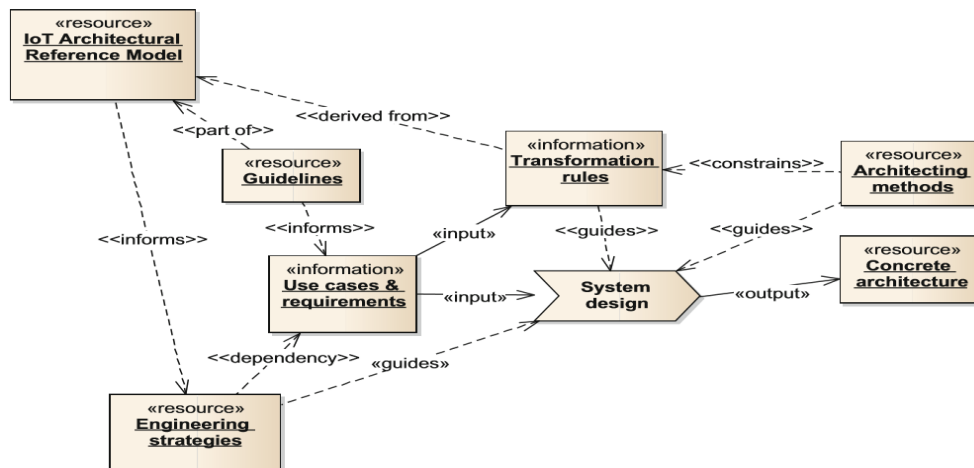 «resource»
IoT Architectural
Reference Model
<<derived from>>
<<part of>>
«resource»
Guidelines
«information»
Transformation
rules
<<constrains>>
«resource»
Architecting
methods
<<informs>>
<<informs>>
«input»
<<guides>>
<<guides>>
«information»
Use cases &
requirements
«input»
System
design
«output»
«resource»
Concrete
architecture
<<dependency>>
«guides»
«resource»
Engineering
strategies